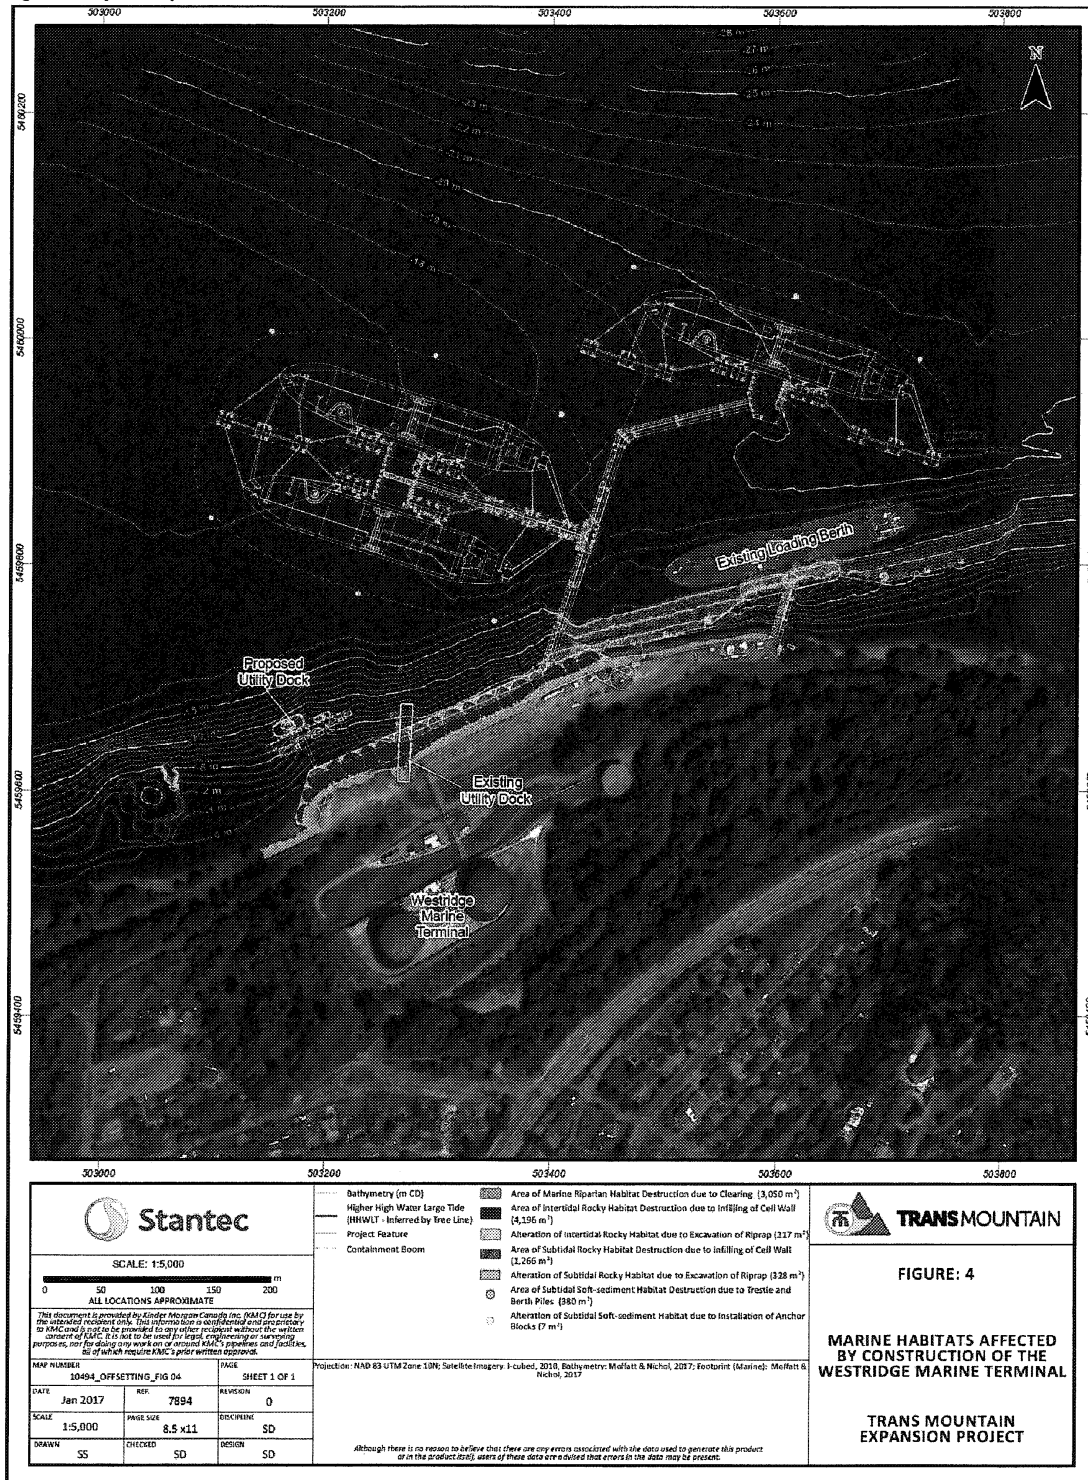 503000
503200
503400
503600
503800
N
5460200
5460000
5459800
5459600
5459400
-28 m
-27 m
-26 m
-25 m
-24 m
-23 m
-22 m
-21 m
-20 m
-19 m
-18 m
Existing Loading Berth
Proposed
Utility Dock
Existing
Utility Dock
Westridge
Marine
Terminal
503000
503200
503400
503600
503800
Stantec
SCALE: 1:5,000
0 50 100 150 200 m
ALL LOCATIONS APPROXIMATE
This document is provided by Kinder Morgan Canada Inc. (KMC) for use by
the intended recipient only. This information is confidential and proprietary
to KMC and is not to be provided to any other recipient without the written
consent of KMC. It is not to be used for legal, engineering or surveying
purposes, nor for doing any work on or around KMC's pipelines and facilities,
all of which require KMC's prior written approval.
MAP NUMBER
10494_OFFSETTING_FIG 04
PAGE
SHEET 1 OF 1
DATE
Jan 2017
REF.
7894
REVISION
0
SCALE
1:5,000
PAGE SIZE
8.5 x11
DISCIPLINE
SD
DRAWN
SS
CHECKED
SD
DESIGN
SD
Bathymetry (m CD)
Higher High Water Large Tide
(HHWLT - Inferred by Tree Line)
Project Feature
Containment Boom
Area of Marine Riparian Habitat Destruction due to Clearing (3,050 m²)
Area of Intertidal Rocky Habitat Destruction due to Infilling of Cell Wall
(4,196 m²)
Alteration of Intertidal Rocky Habitat due to Excavation of Riprap (217 m²)
Area of Subtidal Rocky Habitat Destruction due to infilling of Cell Wall
(1,266 m²)
Alteration of Subtidal Rocky Habitat due to Excavation of Riprap (328 m²)
Area of Subtidal Soft-sediment Habitat Destruction due to Trestle and
Berth Piles (380 m²)
Alteration of Subtidal Soft-sediment Habitat due to Installation of Anchor
Blocks (7 m²)
Projection: NAD 83 UTM Zone 10N; Satellite Imagery: I-cubed, 2010, Bathymetry: Moffatt & Nichol, 2017; Footprint (Marine): Moffatt &
Nichol, 2017
Although there is no reason to believe that there are any errors associated with the data used to generate this product
or in the product itself, users of these data are advised that errors in the data may be present.
TRANSMOUNTAIN
FIGURE: 4
MARINE HABITATS AFFECTED
BY CONSTRUCTION OF THE
WESTRIDGE MARINE TERMINAL
TRANS MOUNTAIN
EXPANSION PROJECT